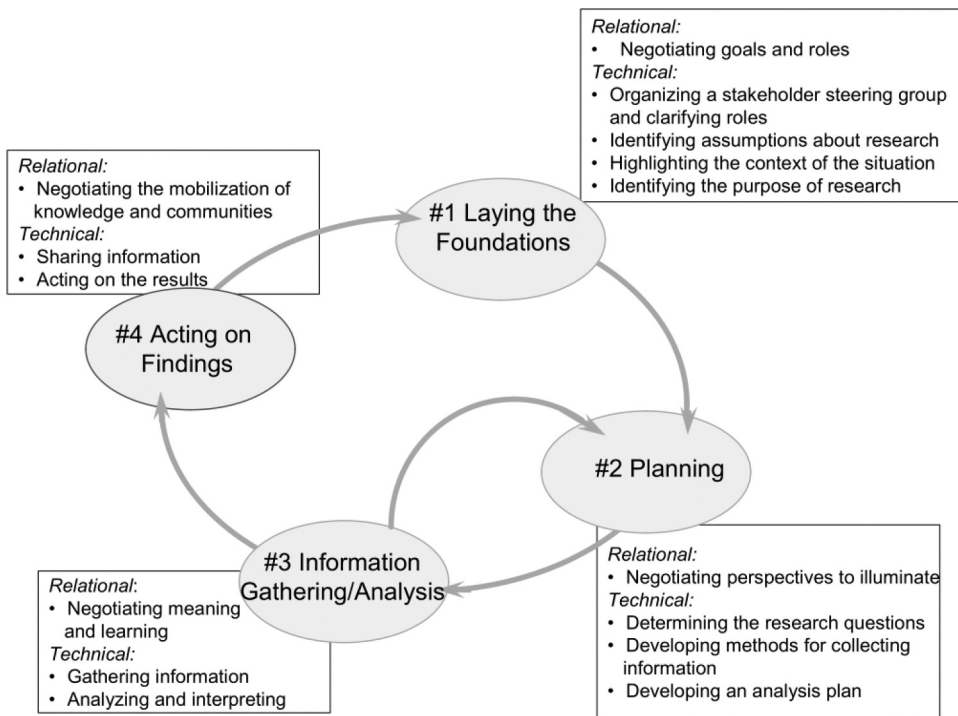 Relational:
• Negotiating goals and roles
Technical:
• Organizing a stakeholder steering group
and clarifying roles
• Identifying assumptions about research
• Highlighting the context of the situation
• Identifying the purpose of research
#1 Laying the
Foundations
Relational:
• Negotiating the mobilization of
knowledge and communities
Technical:
• Sharing information
• Acting on the results
#4 Acting on
Findings
#2 Planning
Relational:
• Negotiating perspectives to illuminate
Technical:
• Determining the research questions
• Developing methods for collecting
information
• Developing an analysis plan
#3 Information
Gathering/Analysis
Relational:
• Negotiating meaning
and learning
Technical:
• Gathering information
• Analyzing and interpreting